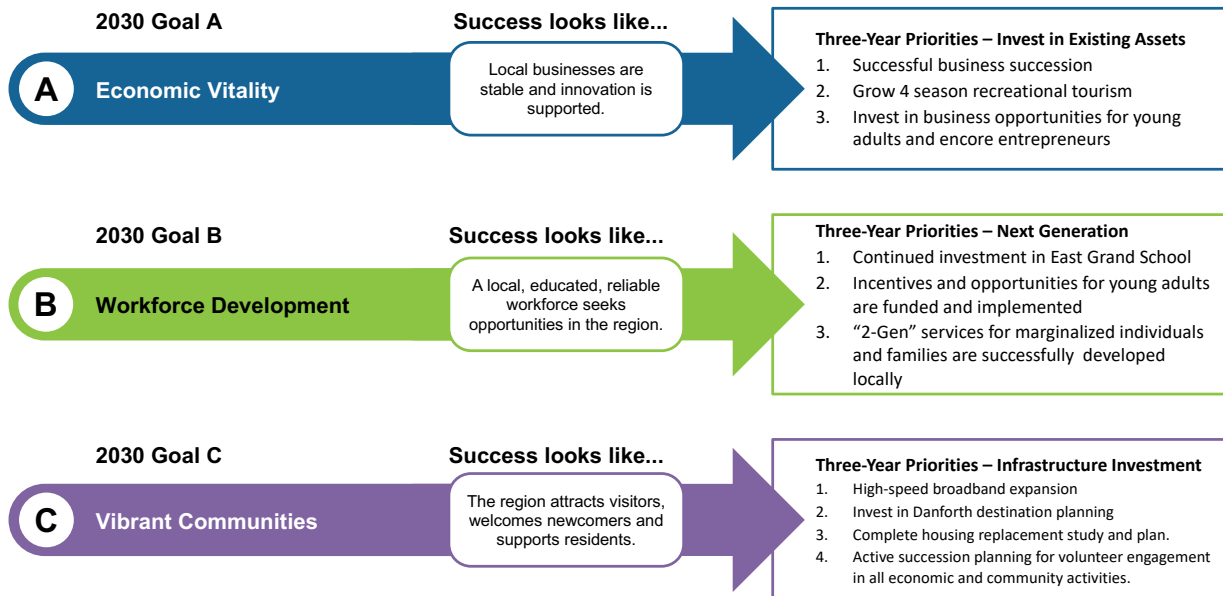 2030 Goal A
Success looks like...
A
Economic Vitality
Local businesses are
stable and innovation is
supported.
Three-Year Priorities – Invest in Existing Assets
1. Successful business succession
2. Grow 4 season recreational tourism
3. Invest in business opportunities for young
adults and encore entrepreneurs
2030 Goal B
Success looks like...
B
Workforce Development
A local, educated, reliable
workforce seeks
opportunities in the region.
Three-Year Priorities – Next Generation
1. Continued investment in East Grand School
2. Incentives and opportunities for young adults
are funded and implemented
3. “2-Gen” services for marginalized individuals
and families are successfully developed
locally
2030 Goal C
Success looks like...
C
Vibrant Communities
The region attracts visitors,
welcomes newcomers and
supports residents.
Three-Year Priorities – Infrastructure Investment
1. High-speed broadband expansion
2. Invest in Danforth destination planning
3. Complete housing replacement study and plan.
4. Active succession planning for volunteer engagement
in all economic and community activities.